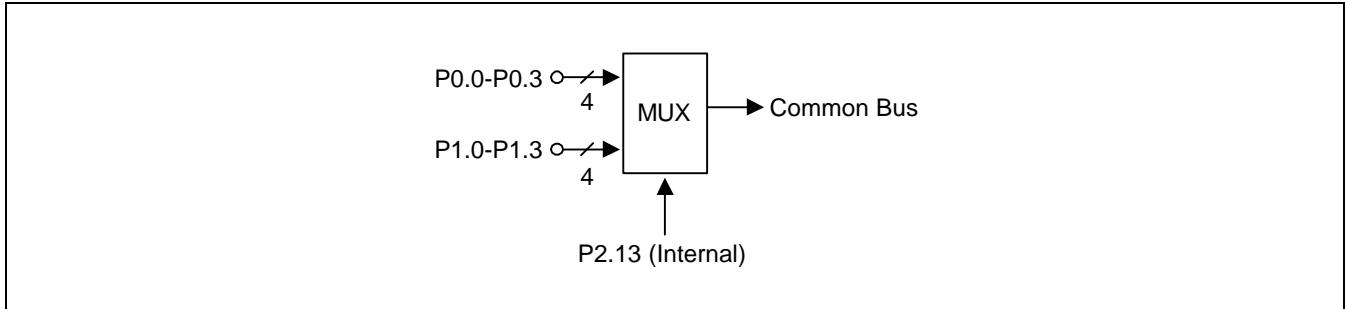 P0.0-P0.3
4
MUX
Common Bus
P1.0-P1.3
4
P2.13 (Internal)